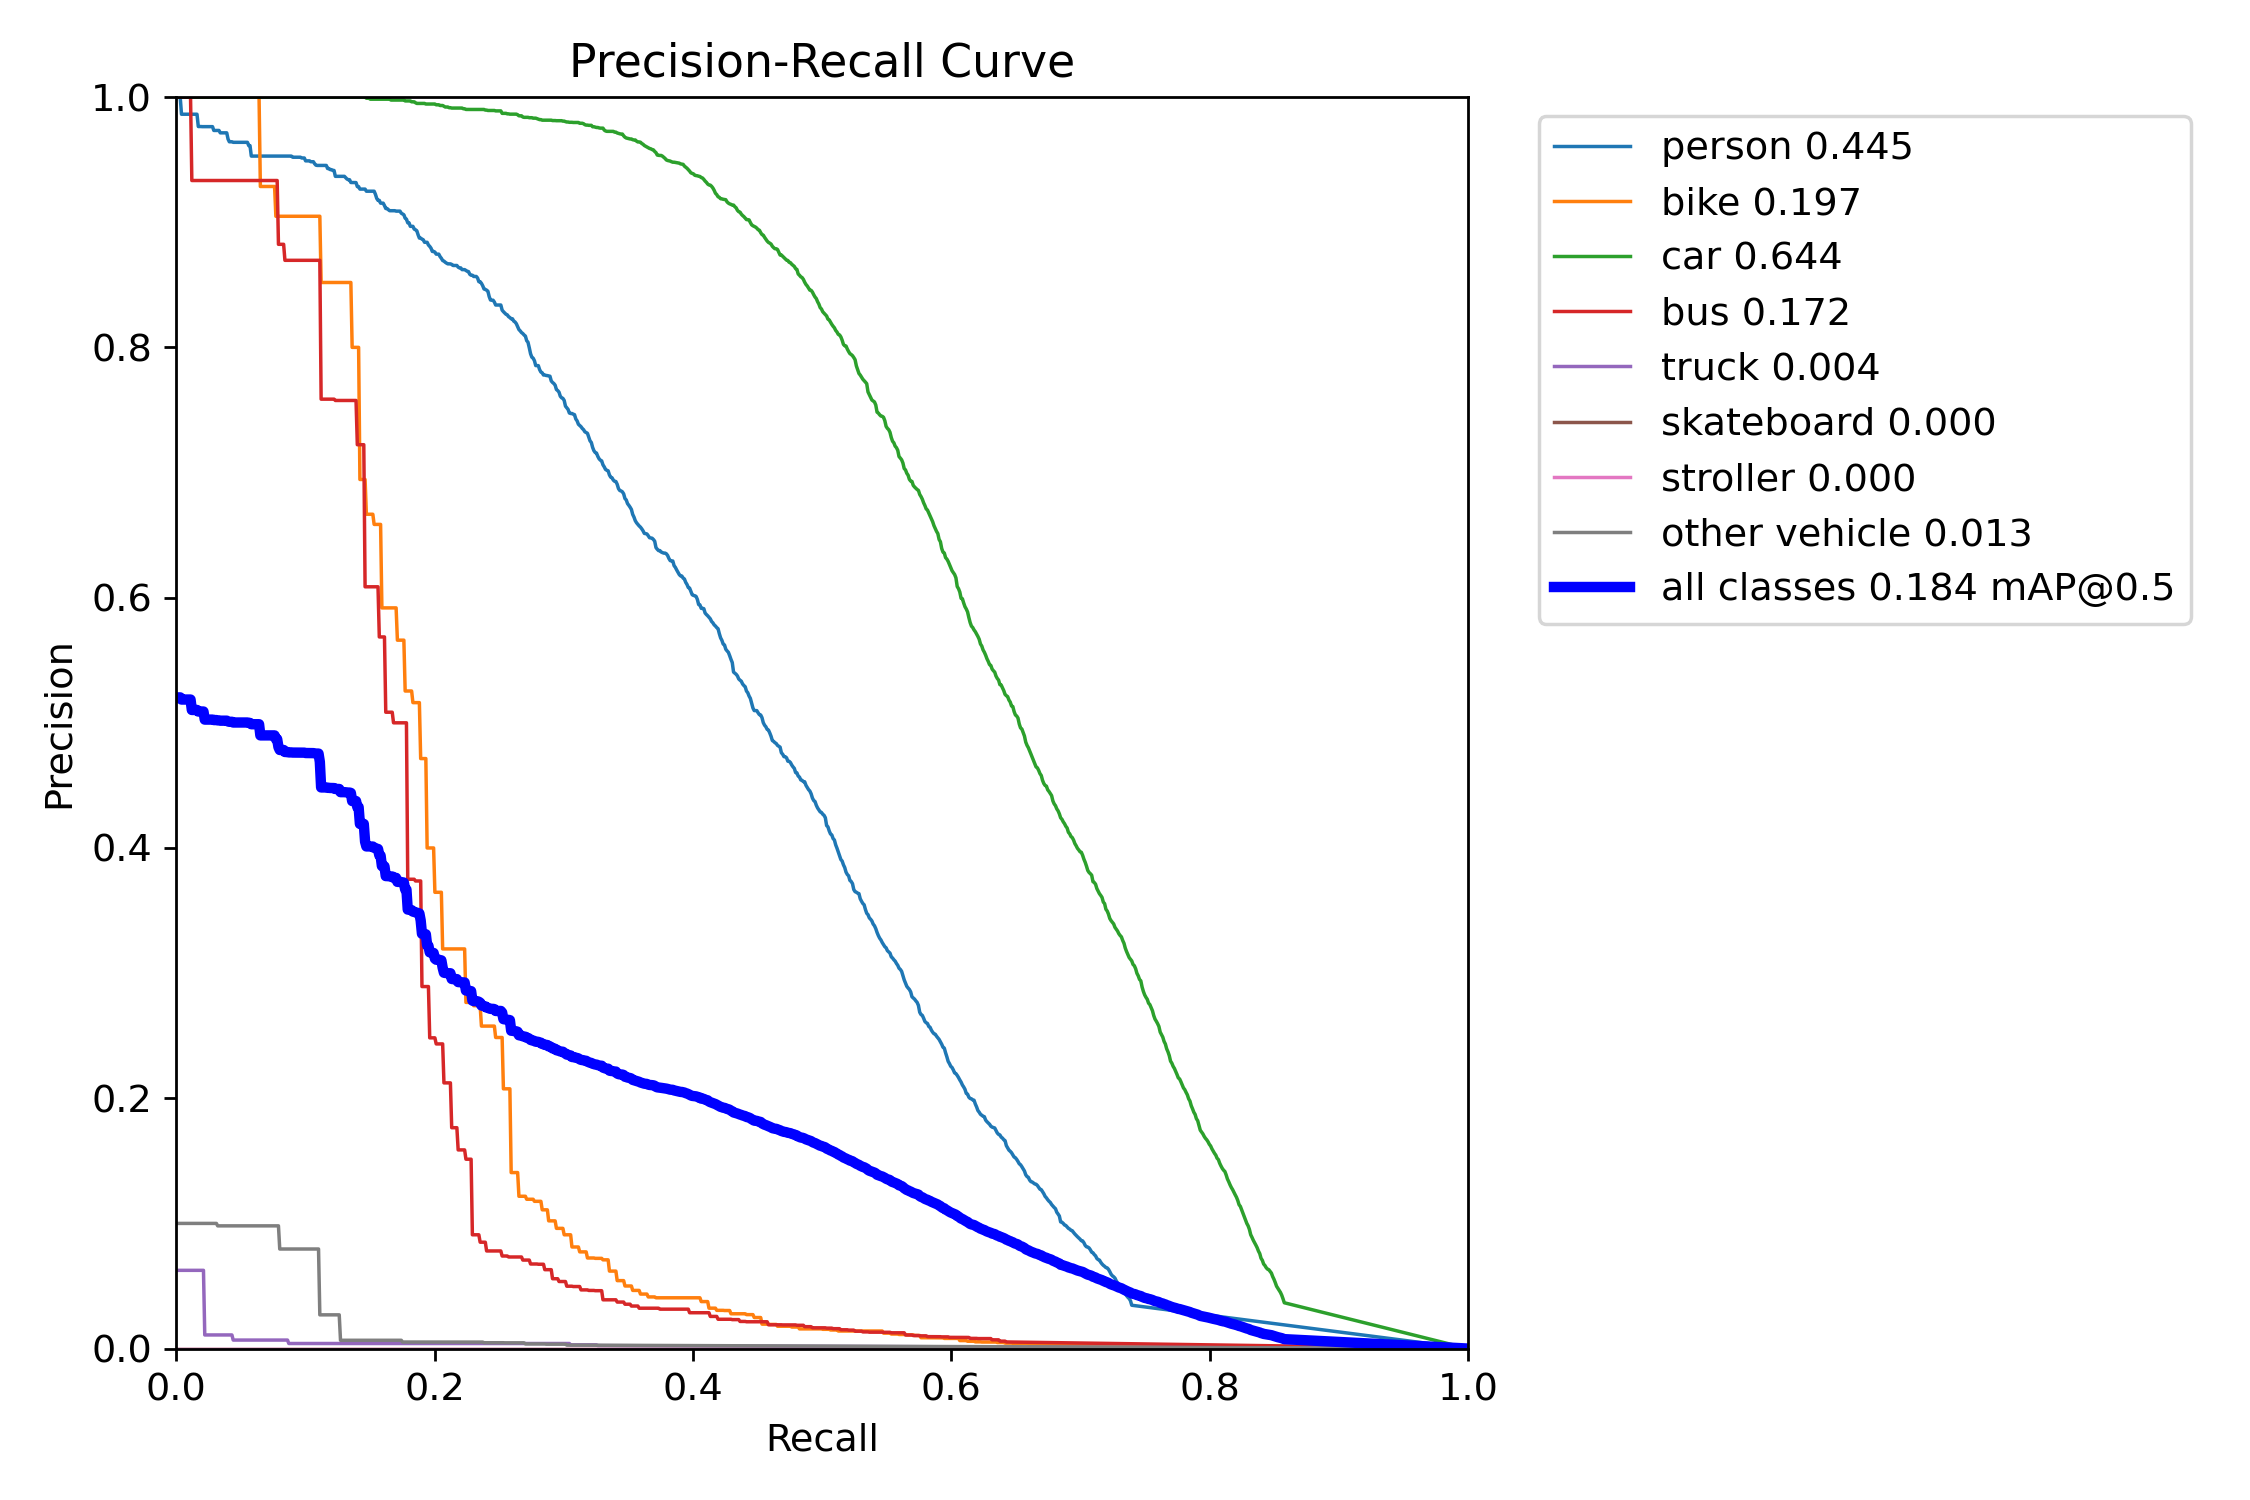 Precision-Recall Curve
1.0
0.8
0.6
0.4
0.2
0.0
Precision
0.0 0.2 0.4 0.6 0.8 1.0
Recall
person 0.445
bike 0.197
car 0.644
bus 0.172
truck 0.004
skateboard 0.000
stroller 0.000
other vehicle 0.013
all classes 0.184 mAP@0.5